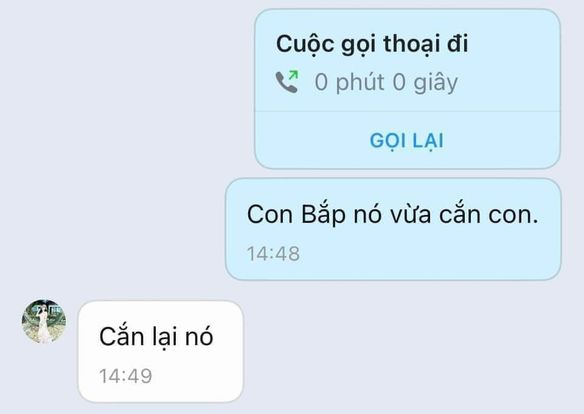 Cuộc gọi thoại đi
0 phút 0 giây
GỌI LẠI
Con Bắp nó vừa cắn con.
14:48
Cắn lại nó
14:49